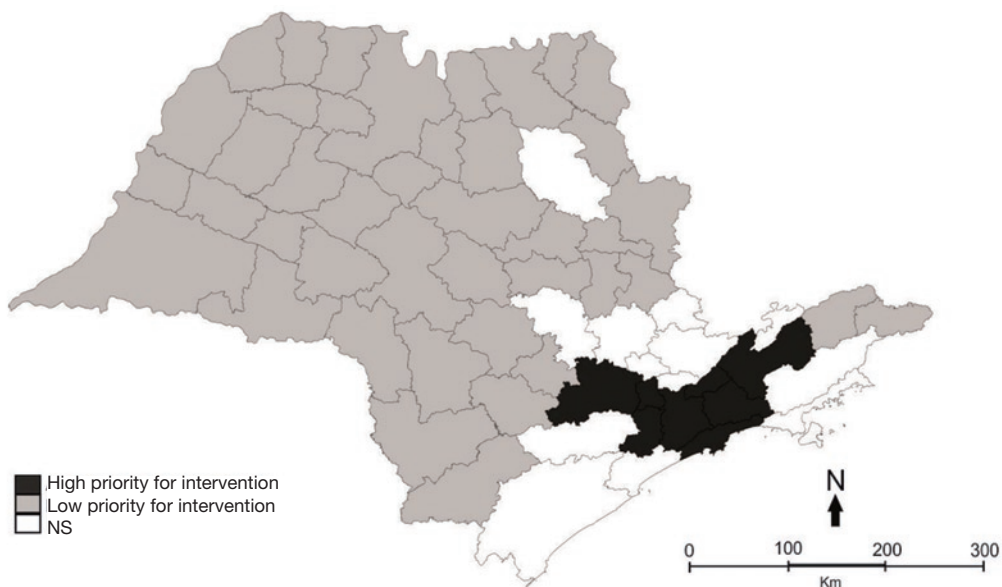 High priority for intervention
Low priority for intervention
NS
N
0 100 200 300
Km